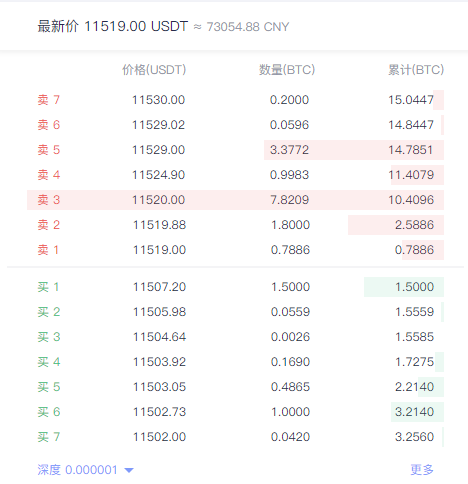 最新价 11519.00 USDT ≈ 73054.88 CNY
价格(USDT) 数量(BTC) 累计(BTC)
卖 7 11530.00 0.2000 15.0447
卖 6 11529.02 0.0596 14.8447
卖 5 11529.00 3.3772 14.7851
卖 4 11524.90 0.9983 11.4079
卖 3 11520.00 7.8209 10.4096
卖 2 11519.88 1.8000 2.5886
卖 1 11519.00 0.7886 0.7886
买 1 11507.20 1.5000 1.5000
买 2 11505.98 0.0559 1.5559
买 3 11504.64 0.0026 1.5585
买 4 11503.92 0.1690 1.7275
买 5 11503.05 0.4865 2.2140
买 6 11502.73 1.0000 3.2140
买 7 11502.00 0.0420 3.2560
深度 0.000001 更多